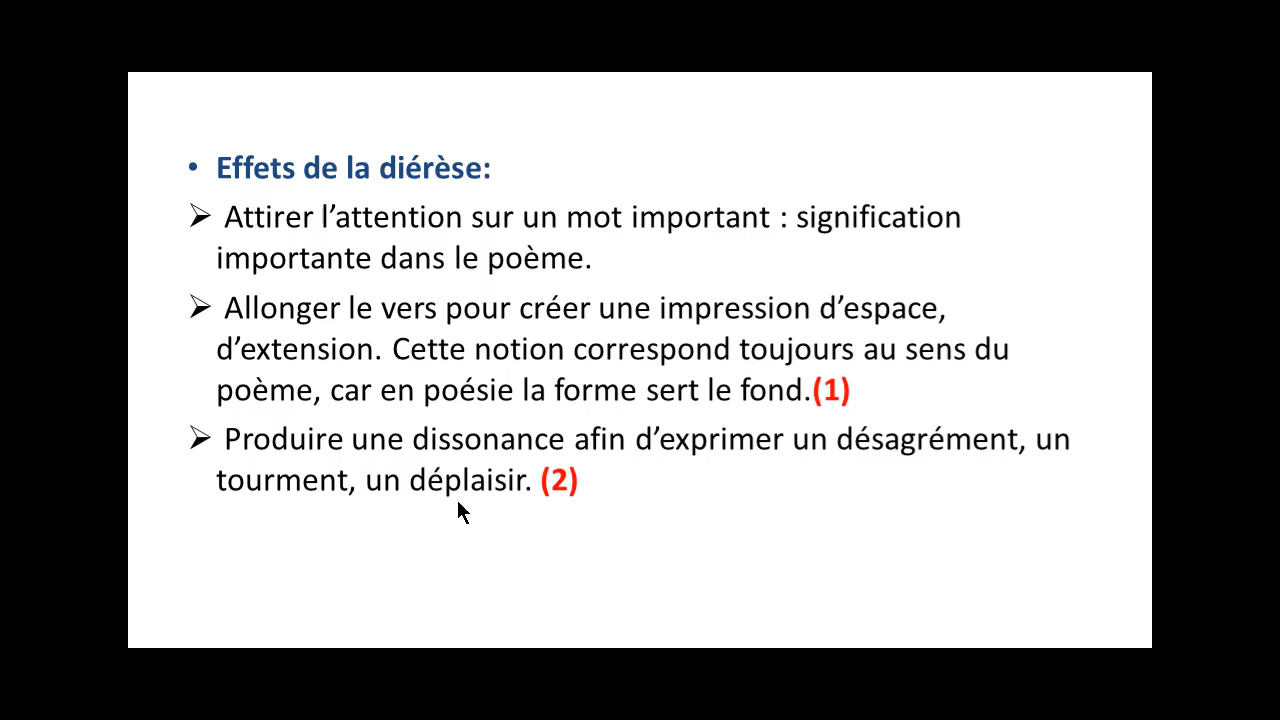 • Effets de la diérèse:
➢ Attirer l’attention sur un mot important : signification
importante dans le poème.
➢ Allonger le vers pour créer une impression d’espace,
d’extension. Cette notion correspond toujours au sens du
poème, car en poésie la forme sert le fond.(1)
➢ Produire une dissonance afin d’exprimer un désagrément, un
tourment, un déplaisir. (2)